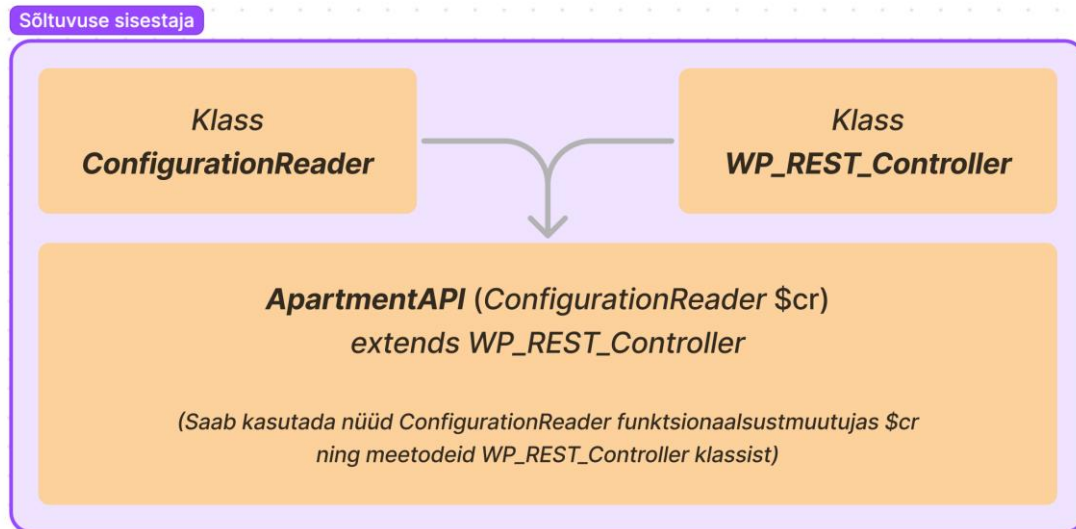 Sõltuvuse sisestaja
Klass
ConfigurationReader
Klass
WP_REST_Controller
ApartmentAPI (ConfigurationReader $cr)
extends WP_REST_Controller
(Saab kasutada nüüd ConfigurationReader funktsionaalsustmuutujas $cr
ning meetodeid WP_REST_Controller klassist)